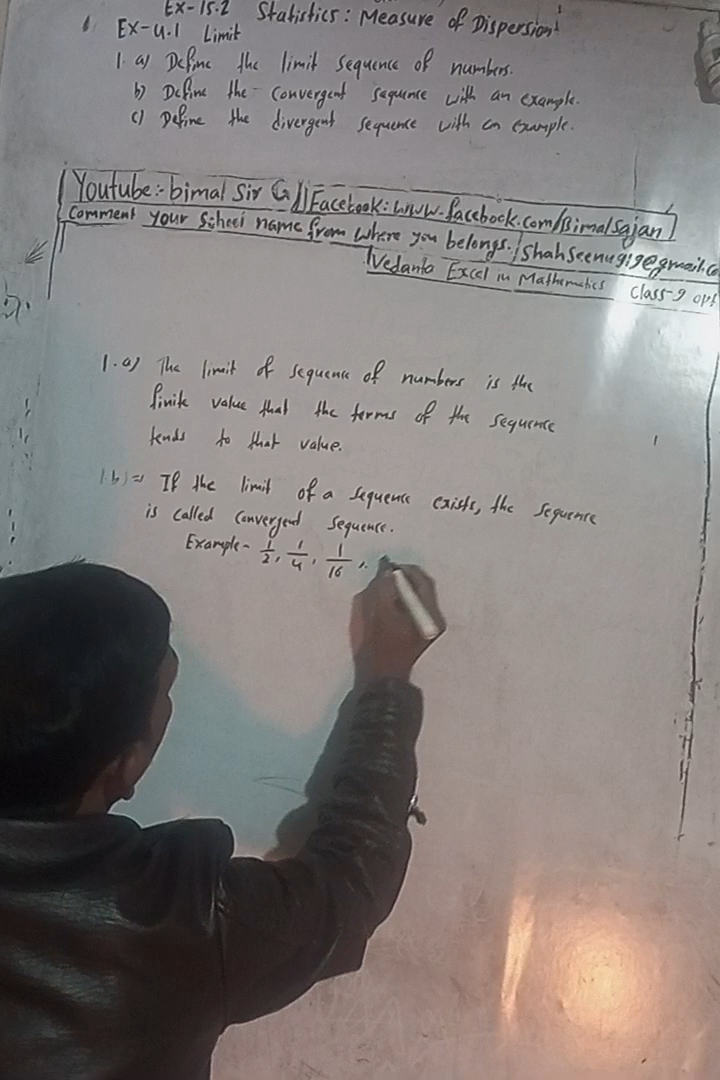 Ex-15.2 Statistics: Measure of Dispersion
Ex-4.1 Limit
1. a) Define the limit sequence of numbers.
b) Define the convergent sequence with an example.
c) Define the divergent sequence with an example.
Youtube:- bimal Sir G // Facebook: www.facebook.com/Bimalsajan
Comment your School name from where you belongs. / Shahseenu919@gmail.co
Vedanta Excel in Mathematics Class-9 opt
1.a) The limit of sequence of numbers is the
finite value that the terms of the sequence
tends to that value.
1.b)⇒ If the limit of a sequence exists, the sequence
is called convergent sequence.
Example- 1/2, 1/4, 1/16, .